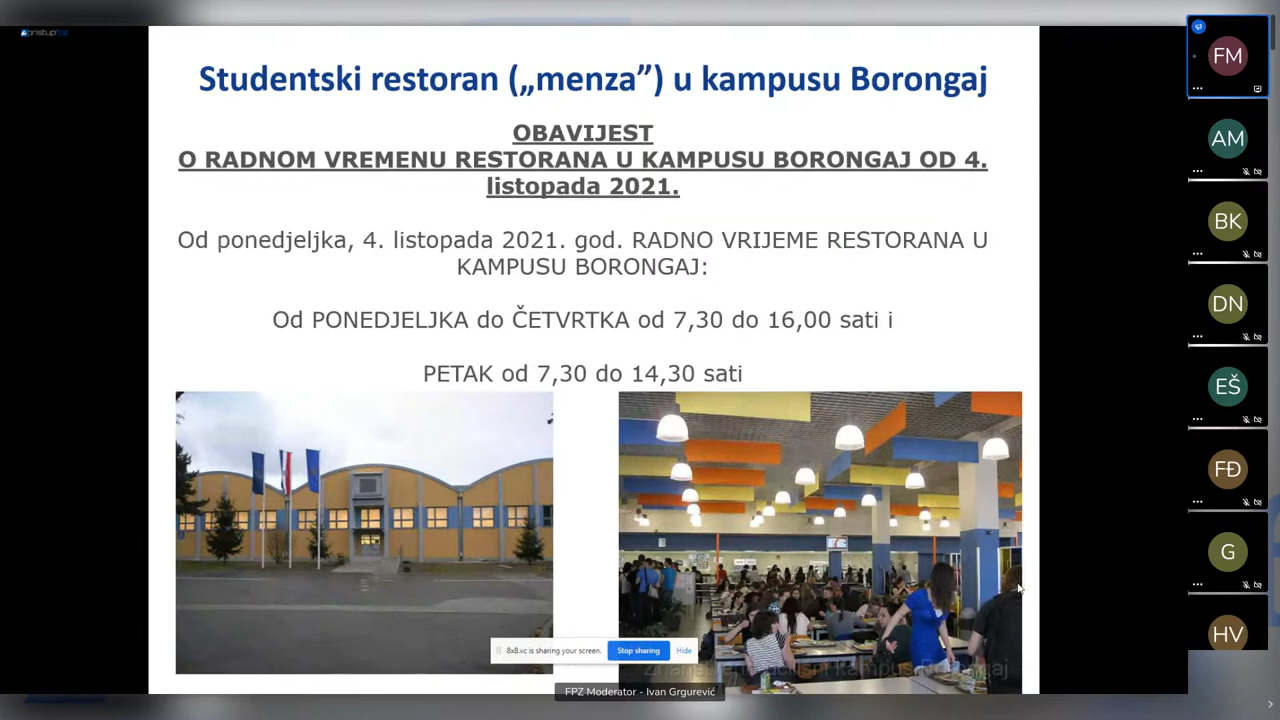 pristupfpz
Studentski restoran („menza”) u kampusu Borongaj
OBAVIJEST
O RADNOM VREMENU RESTORANA U KAMPUSU BORONGAJ OD 4.
listopada 2021.
Od ponedjeljka, 4. listopada 2021. god. RADNO VRIJEME RESTORANA U
KAMPUSU BORONGAJ:
Od PONEDJELJKA do ČETVRTKA od 7,30 do 16,00 sati i
PETAK od 7,30 do 14,30 sati
8x8.vc is sharing your screen.
Stop sharing
Hide
kampus Borongaj
FPZ Moderator - Ivan Grgurević
FM
AM
BK
DN
EŠ
FĐ
G
HV